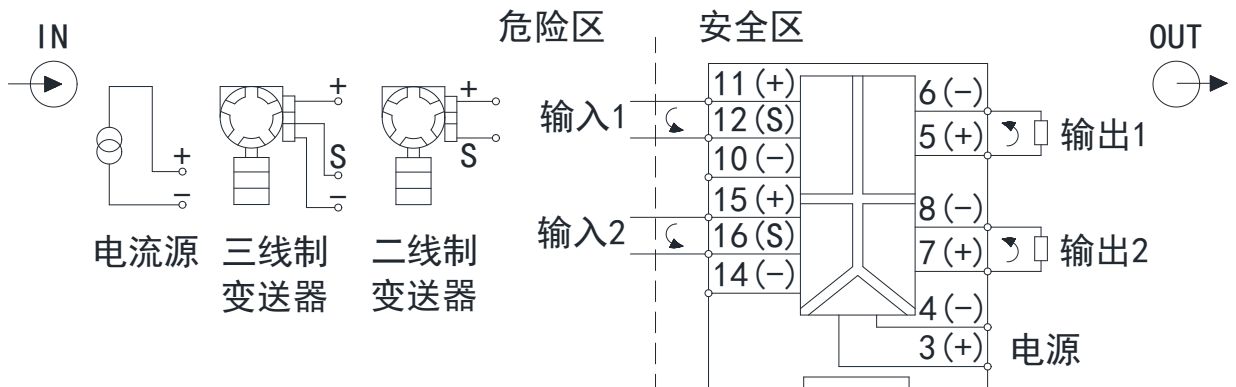 IN
危险区
安全区
OUT
+
-
电流源
+
S
-
三线制
变送器
+
S
二线制
变送器
输入1
输入2
11(+)
12(S)
10(-)
15(+)
16(S)
14(-)
6(-)
5(+)
8(-)
7(+)
4(-)
3(+)
输出1
输出2
电源